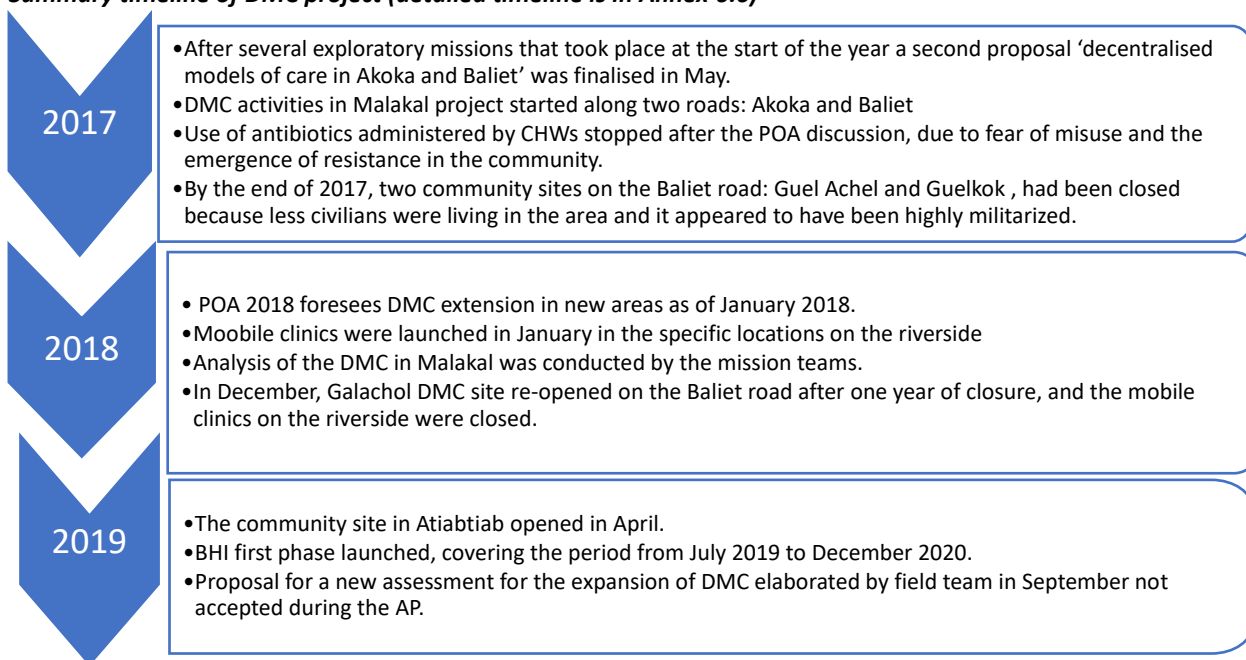 Summary timeline of DMC project (detailed timeline is in Annex
2017
•After several exploratory missions that took place at the start of the year a second proposal ‘decentralised
models of care in Akoka and Baliet’ was finalised in May.
•DMC activities in Malakal project started along two roads: Akoka and Baliet
•Use of antibiotics administered by CHWs stopped after the POA discussion, due to fear of misuse and the
emergence of resistance in the community.
•By the end of 2017, two community sites on the Baliet road: Guel Achel and Guelkok , had been closed
because less civilians were living in the area and it appeared to have been highly militarized.
2018
• POA 2018 foresees DMC extension in new areas as of January 2018.
•Moobile clinics were launched in January in the specific locations on the riverside
•Analysis of the DMC in Malakal was conducted by the mission teams.
•In December, Galachol DMC site re-opened on the Baliet road after one year of closure, and the mobile
clinics on the riverside were closed.
2019
•The community site in Atiabtiab opened in April.
•BHI first phase launched, covering the period from July 2019 to December 2020.
•Proposal for a new assessment for the expansion of DMC elaborated by field team in September not
accepted during the AP.